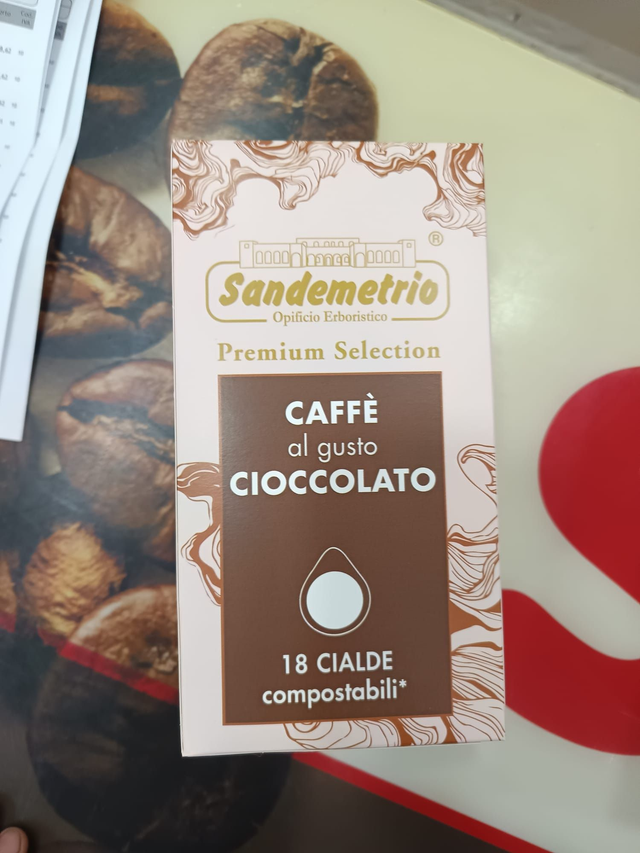 ®
Sandemetrio
Opificio Erboristico
Premium Selection
CAFFÈ
al gusto
CIOCCOLATO
18 CIALDE
compostabili*